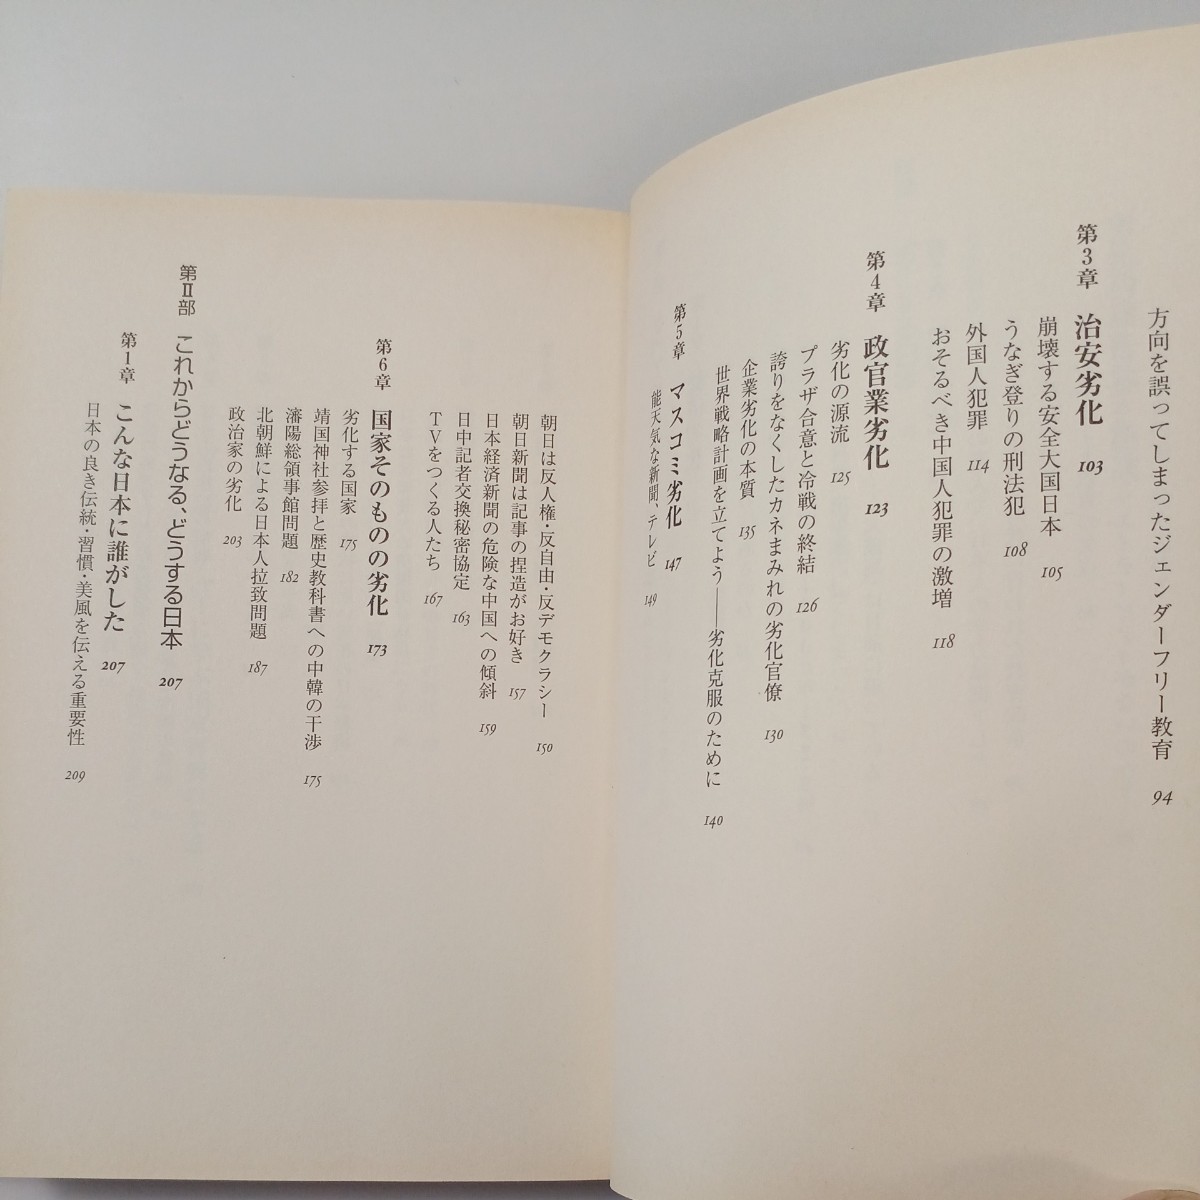 方向を誤ってしまったジェンダーフリー教育 94
第3章 治安劣化 103
崩壊する安全大国日本 105
うなぎ登りの刑法犯 108
外国人犯罪 114
おそるべき中国人犯罪の激増 118
第4章 政官業劣化 123
劣化の源流 125
プラザ合意と冷戦の終結 126
誇りをなくしたカネまみれの劣化官僚 130
企業劣化の本質 135
世界戦略計画を立てよう――劣化克服のために 140
第5章 マスコミ劣化 147
能天気な新聞、テレビ 149
朝日は反人権・反自由・反デモクラシー 150
朝日新聞は記事の捏造がお好き 157
日本経済新聞の危険な中国への傾斜 159
日中記者交換秘密協定 163
TVをつくる人たち 167
第6章 国家そのものの劣化 173
劣化する国家 175
靖国神社参拝と歴史教科書への中韓の干渉 175
瀋陽総領事館問題 182
北朝鮮による日本人拉致問題 187
政治家の劣化 203
第Ⅱ部 これからどうなる、どうする日本 207
第1章 こんな日本に誰がした 207
日本の良き伝統・習慣・美風を伝える重要性 209